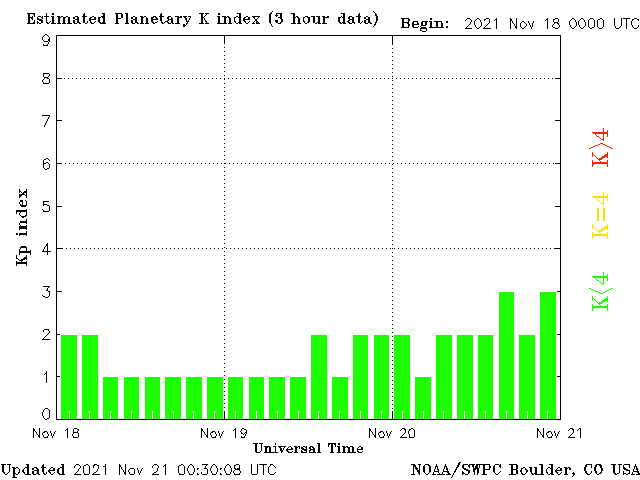 Estimated Planetary K index (3 hour data) Begin: 2021 Nov 18 0000 UTC
9
8
7
6
5
4
3
2
1
0
Kp index
K>4
K=4
K<4
Nov 18 Nov 19 Nov 20 Nov 21
Universal Time
Updated 2021 Nov 21 00:30:08 UTC NOAA/SWPC Boulder, CO USA